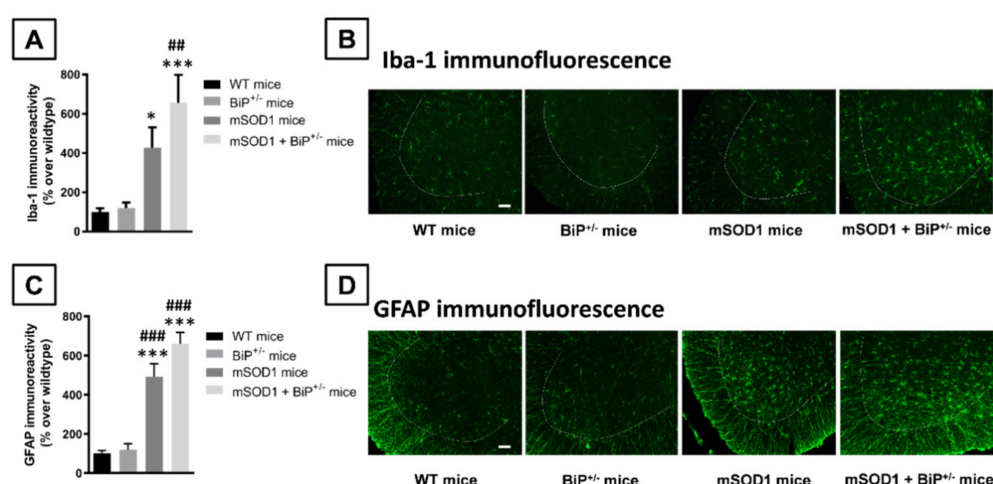 A
##
***
*
800
600
400
200
0
Iba-1 immunoreactivity
(% over wildtype)
WT mice
BiP+/- mice
mSOD1 mice
mSOD1 + BiP+/- mice
B
Iba-1 immunofluorescence
WT mice
BiP+/- mice
mSOD1 mice
mSOD1 + BiP+/- mice
C
###
***
###
***
800
600
400
200
0
GFAP immunoreactivity
(% over wildtype)
WT mice
BiP+/- mice
mSOD1 mice
mSOD1 + BiP+/- mice
D
GFAP immunofluorescence
WT mice
BiP+/- mice
mSOD1 mice
mSOD1 + BiP+/- mice